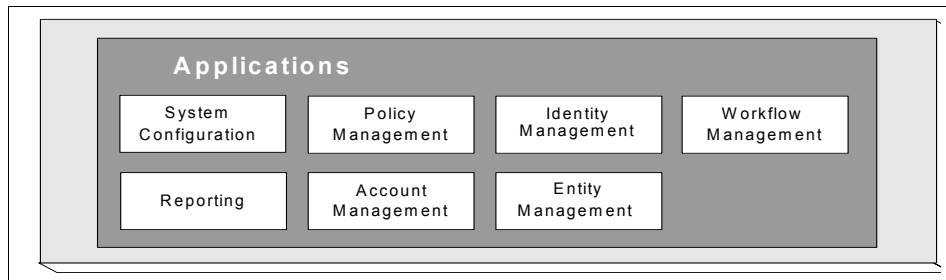 Applications
System
Configuration
Policy
Management
Identity
Management
Workflow
Management
Reporting
Account
Management
Entity
Management